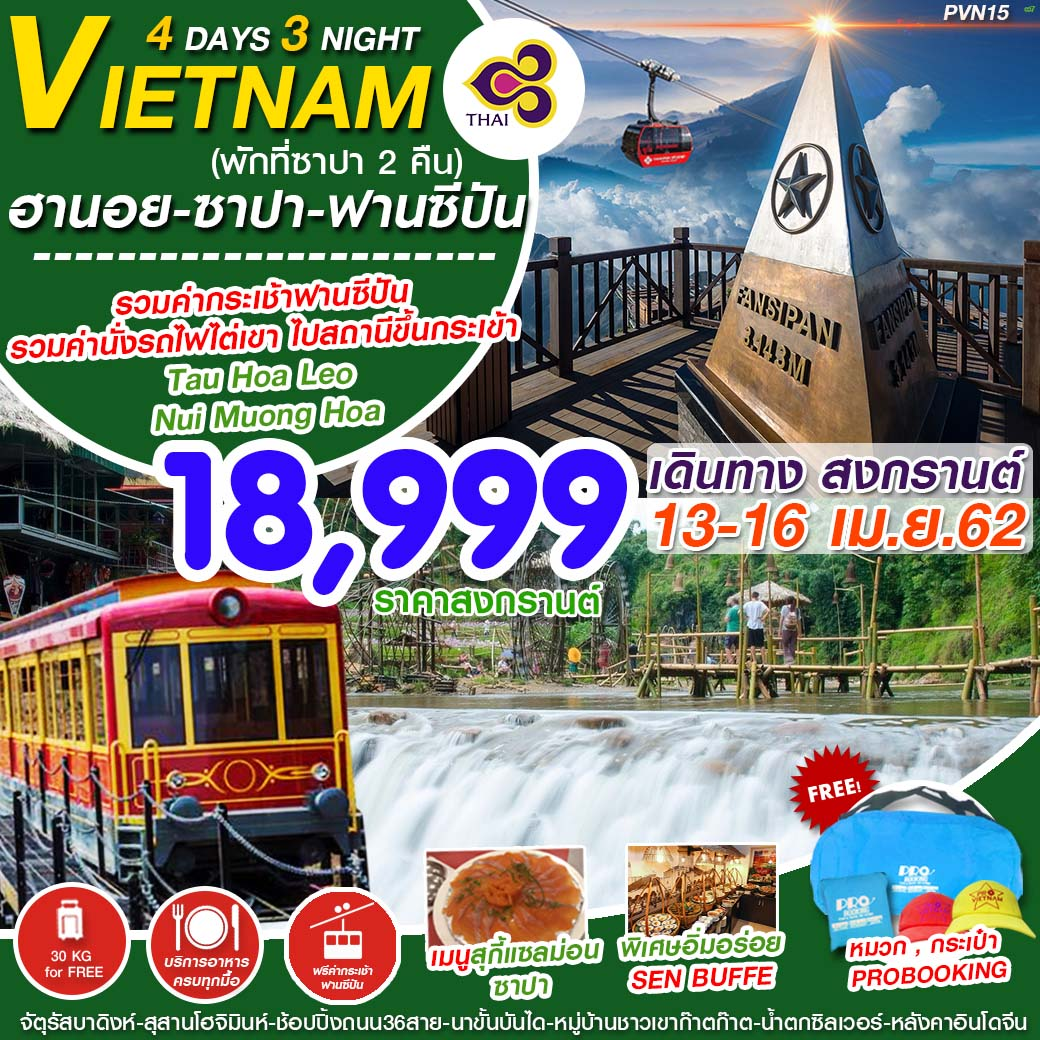 PVN15
4 DAYS 3 NIGHT
VIETNAM
THAI
(พักที่ซาปา 2 คืน)
ฮานอย-ซาปา-ฟานซีปัน
รวมค่ากระเช้าฟานซีปัน
รวมค่านั่งรถไฟไต่เขา ไปสถานีขึ้นกระเช้า
Tau Hoa Leo
Nui Muong Hoa
FANSIPAN
3.143M
FANSIPAN
18,999
ราคาสงกรานต์
เดินทาง สงกรานต์
13-16 เม.ย.62
FREE!
PRO
BOOKING
PRO
BOOKING
VIETNAM
30 KG
for FREE
บริการอาหาร
ครบทุกมื้อ
ฟรีค่ากระเช้า
ฟานซีปัน
เมนูสุกี้แซลม่อน
ซาปา
พิเศษอิ่มอร่อย
SEN BUFFE
หมวก , กระเป๋า
PROBOOKING
จัตุรัสบาดิงห์-สุสานโฮจิมินห์-ช้อปปิ้งถนน36สาย-นาขั้นบันได-หมู่บ้านชาวเขาก๊าตก๊าต-น้ำตกซิลเวอร์-หลังคาอินโดจีน